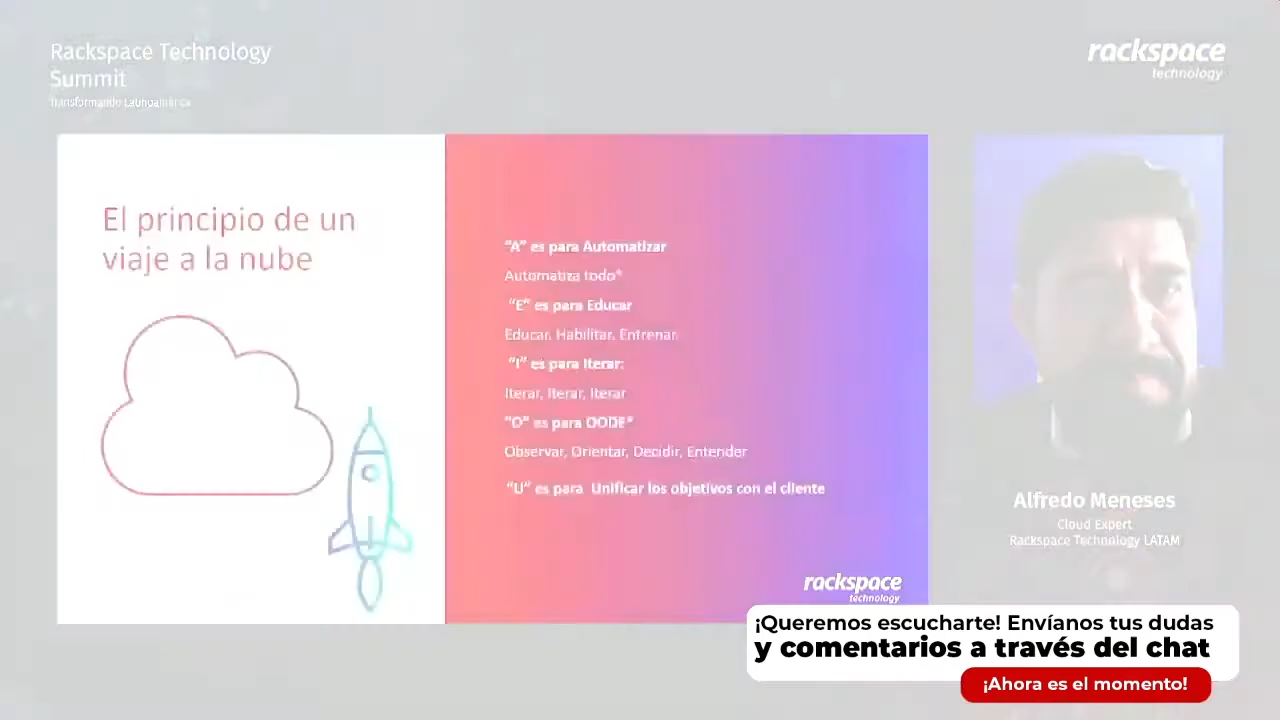 Rackspace Technology
Summit
Transformando Latinoamérica
rackspace
technology
El principio de un
viaje a la nube
“A” es para Automatizar
Automatiza todo*
“E” es para Educar
Educar, Habilitar, Entrenar
“I” es para Iterar:
Iterar, Iterar, Iterar
“O” es para OODE*
Observar, Orientar, Decidir, Entender
“U” es para Unificar los objetivos con el cliente
rackspace
technology
Alfredo Meneses
Cloud Expert
Rackspace Technology LATAM
¡Queremos escucharte! Envíanos tus dudas
y comentarios a través del chat
¡Ahora es el momento!